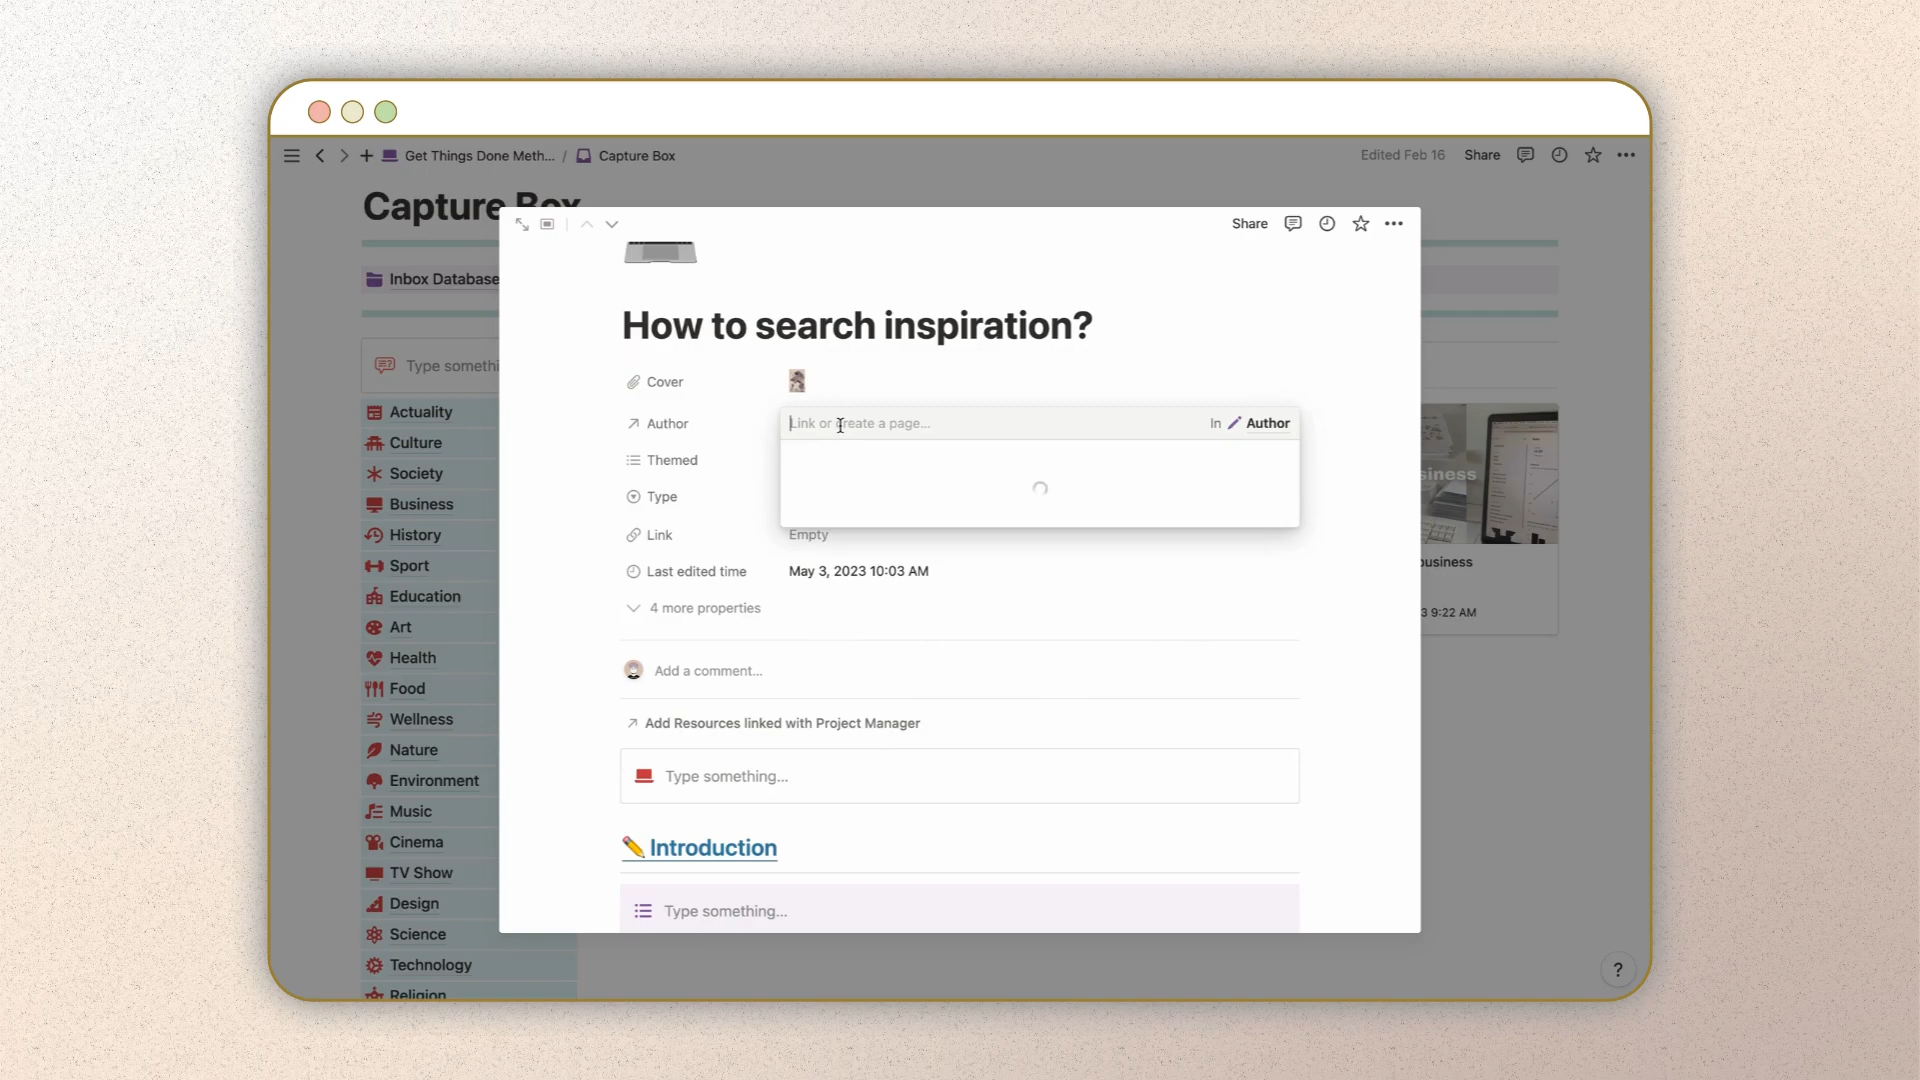 Get Things Done Meth... / Capture Box
Edited Feb 16 Share
Capture Box
Share
Inbox Database
How to search inspiration?
Type somethi
Cover
Author
Link or create a page... In Author
Themed
Type
Link Empty
Last edited time May 3, 2023 10:03 AM
4 more properties
Add a comment...
Add Resources linked with Project Manager
Type something...
Introduction
Type something...
Actuality
Culture
Society
Business
History
Sport
Education
Art
Health
Food
Wellness
Nature
Environment
Music
Cinema
TV Show
Design
Science
Technology
Religion
siness
business
3 9:22 AM
?